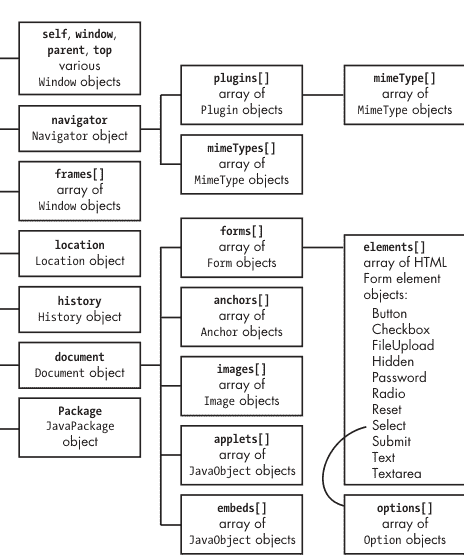 self, window,
parent, top
various
Window objects
navigator
Navigator object
frames[]
array of
Window objects
location
Location object
history
History object
document
Document object
Package
JavaPackage
object
plugins[]
array of
Plugin objects
mimeTypes[]
array of
MimeType objects
forms[]
array of
Form objects
anchors[]
array of
Anchor objects
images[]
array of
Image objects
applets[]
array of
JavaObject objects
embeds[]
array of
JavaObject objects
mimeType[]
array of
MimeType objects
elements[]
array of HTML
Form element
objects:
Button
Checkbox
FileUpload
Hidden
Password
Radio
Reset
Select
Submit
Text
Textarea
options[]
array of
Option objects